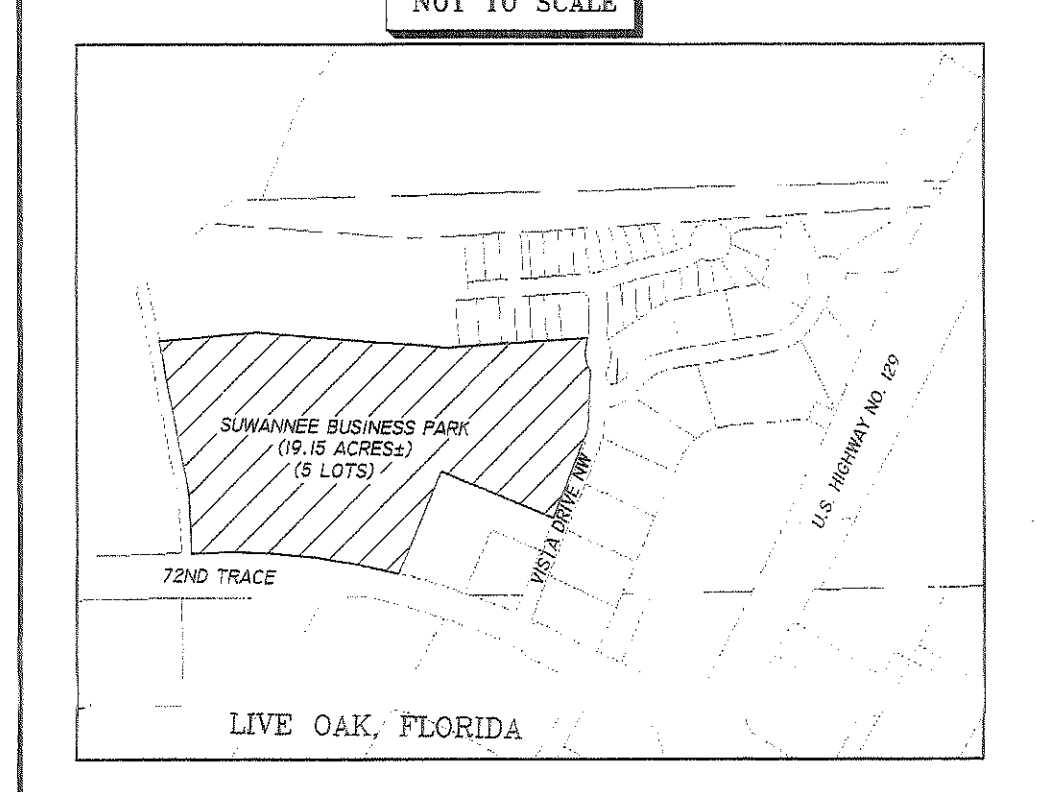 NOT TO SCALE
SUWANNEE BUSINESS PARK
(19.15 ACRES±)
(5 LOTS)
VISTA DRIVE NW
U.S. HIGHWAY NO. 129
72ND TRACE
LIVE OAK, FLORIDA